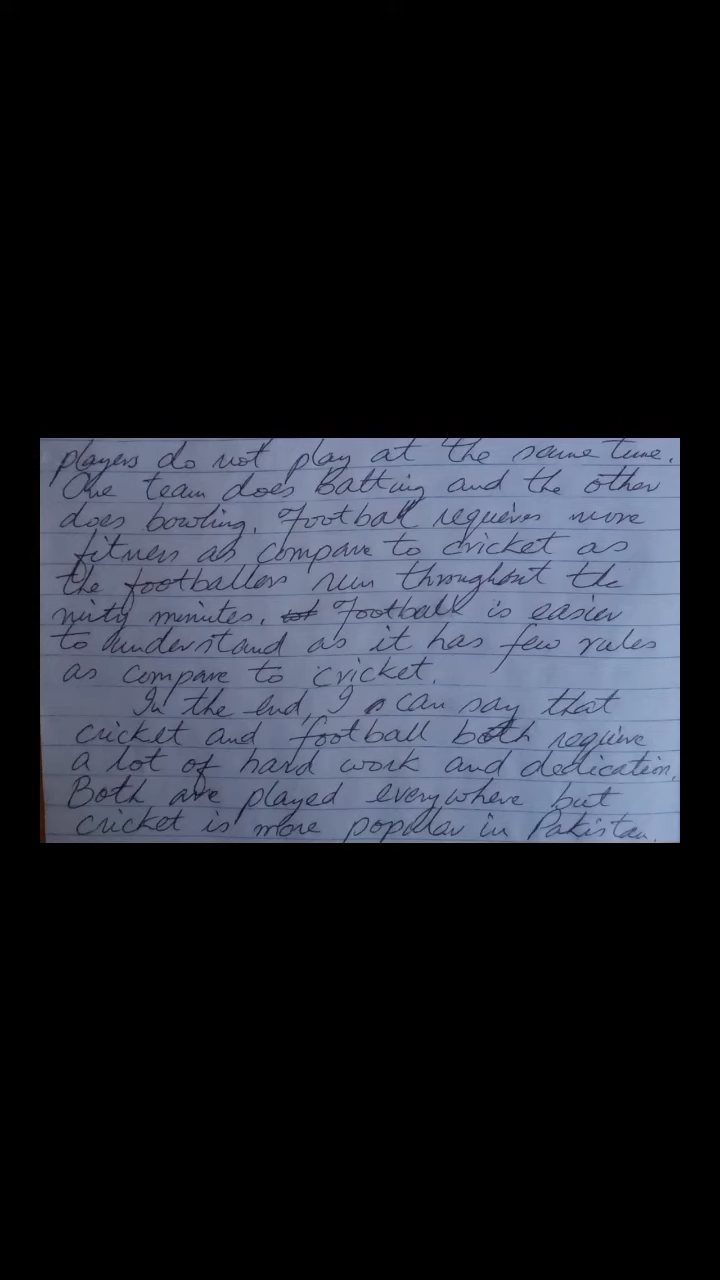 players do not play at the same time.
One team does Batting and the other
does bowling. Football requires more
fitness as compare to cricket as
the footballers run throughout the
ninty minutes. Football is easier
to understand as it has few rules
as compare to cricket.
In the end, I can say that
cricket and football both require
a lot of hard work and dedication.
Both are played everywhere but
cricket is more popular in Pakistan.